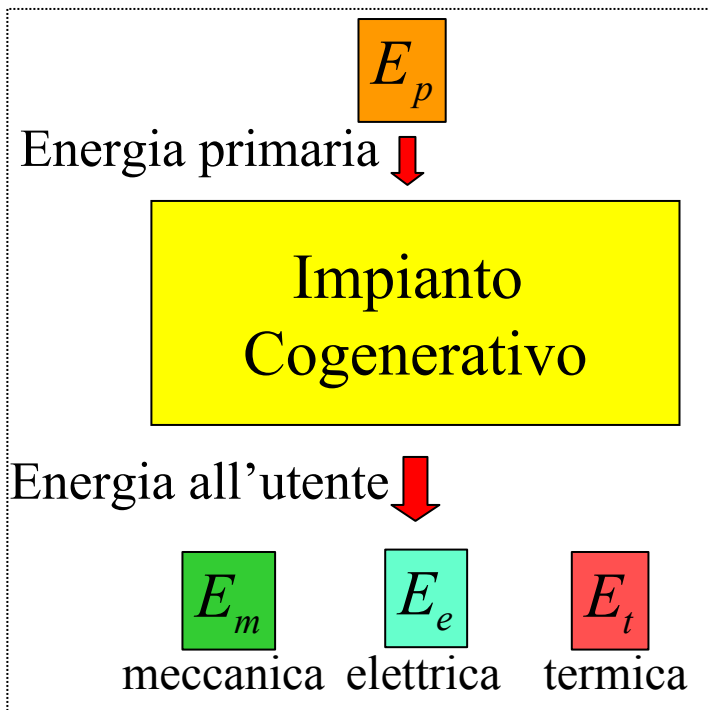 Ep
Energia primaria
Impianto
Cogenerativo
Energia all’utente
Em Ee Et
meccanica elettrica termica